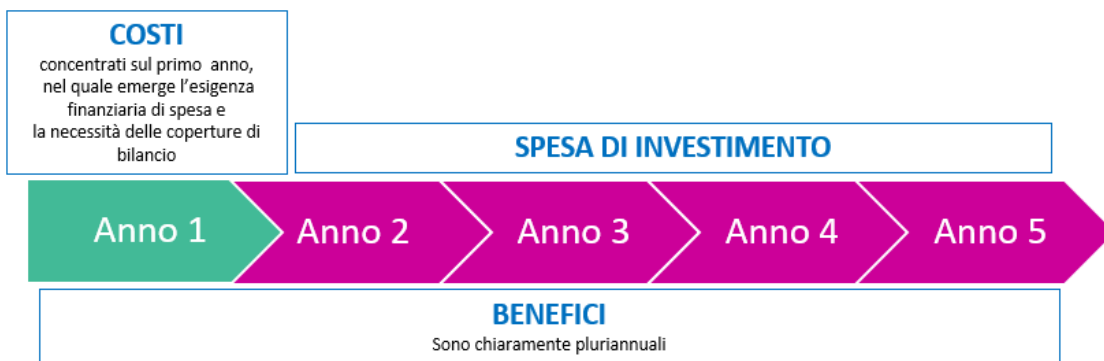 COSTI
concentrati sul primo anno,
nel quale emerge l'esigenza
finanziaria di spesa e
la necessità delle coperture di
bilancio
SPESA DI INVESTIMENTO
Anno 1
Anno 2
Anno 3
Anno 4
Anno 5
BENEFICI
Sono chiaramente pluriannuali